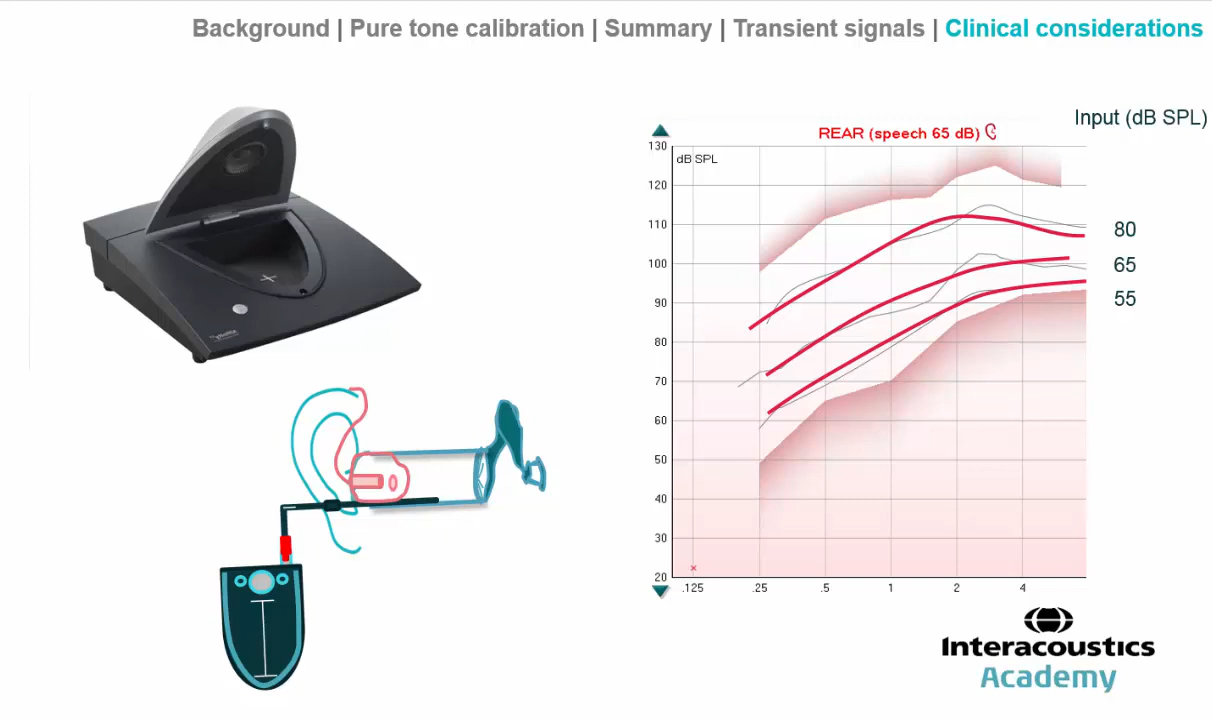 Background | Pure tone calibration | Summary | Transient signals | Clinical considerations
Input (dB SPL)
REAR (speech 65 dB)
dB SPL
130
120
110
100
90
80
70
60
50
40
30
20
.125 .25 .5 1 2 4
80
65
55
Interacoustics
Academy